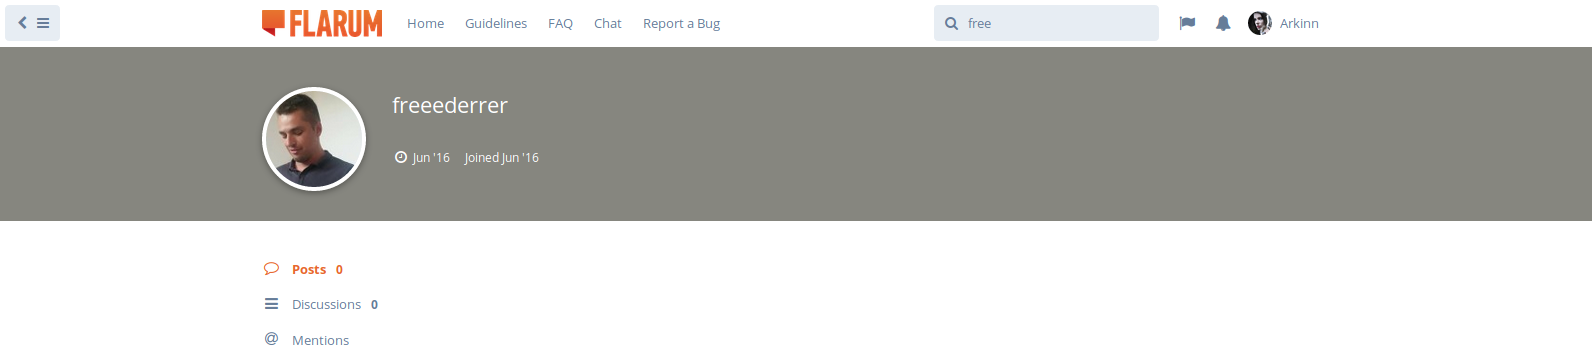 FLARUM Home Guidelines FAQ Chat Report a Bug free Arkinn
freeederrer
Jun '16 Joined Jun '16
Posts 0
Discussions 0
Mentions